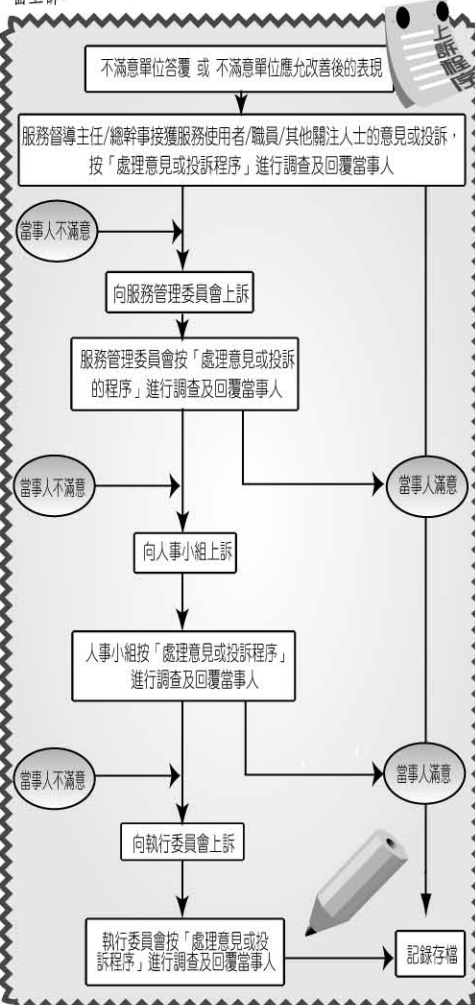 上訴程序
不滿意單位答覆 或 不滿意單位應允改善後的表現
服務督導主任/總幹事接獲服務使用者/職員/其他關注人士的意見或投訴，
按「處理意見或投訴程序」進行調查及回覆當事人
當事人不滿意
向服務管理委員會上訴
服務管理委員會按「處理意見或投訴
的程序」進行調查及回覆當事人
當事人不滿意
當事人滿意
向人事小組上訴
人事小組按「處理意見或投訴程序」
進行調查及回覆當事人
當事人不滿意
當事人滿意
向執行委員會上訴
執行委員會按「處理意見或投
訴程序」進行調查及回覆當事人
記錄存檔